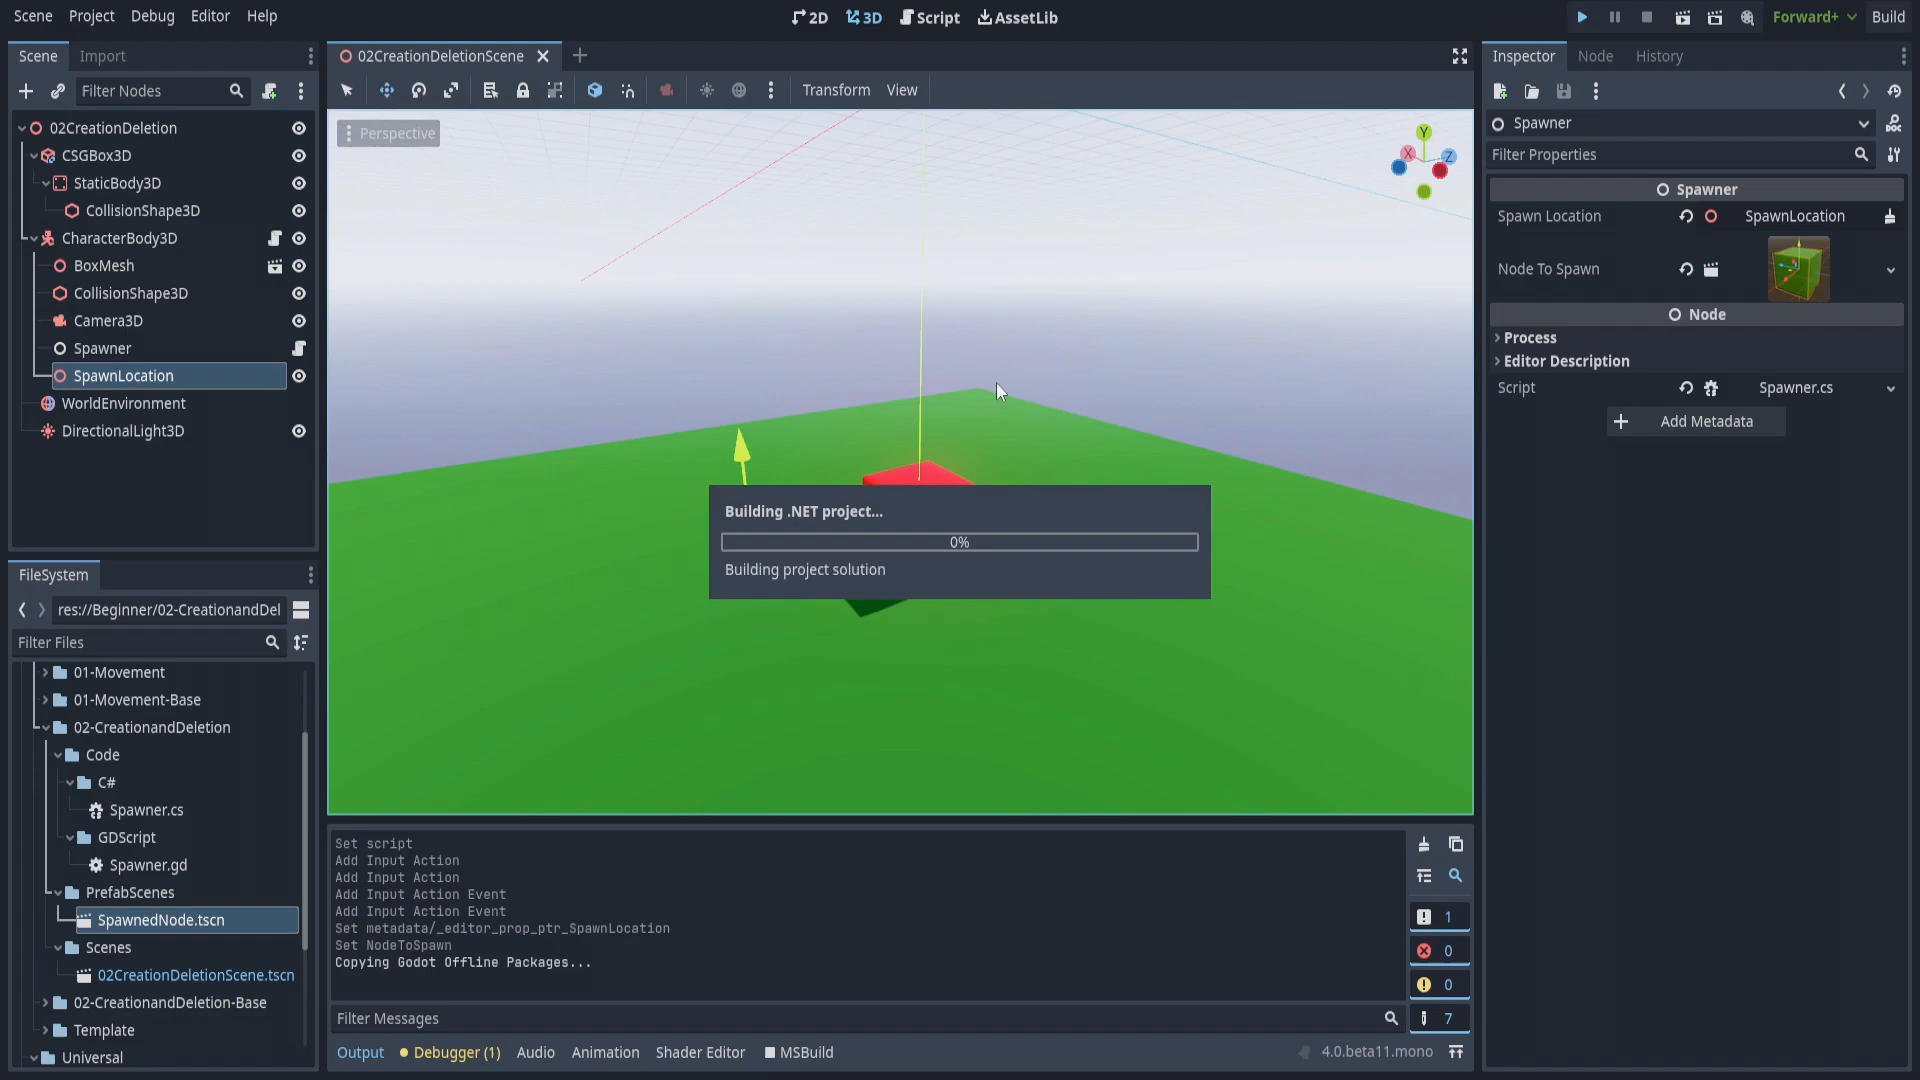 Scene Project Debug Editor Help
2D 3D Script AssetLib
Forward+ Build
Scene Import
Filter Nodes
02CreationDeletion
CSGBox3D
StaticBody3D
CollisionShape3D
CharacterBody3D
BoxMesh
CollisionShape3D
Camera3D
Spawner
SpawnLocation
WorldEnvironment
DirectionalLight3D
FileSystem
res://Beginner/02-CreationandDel
Filter Files
01-Movement
01-Movement-Base
02-CreationandDeletion
Code
C#
Spawner.cs
GDScript
Spawner.gd
PrefabScenes
SpawnedNode.tscn
Scenes
02CreationDeletionScene.tscn
02-CreationandDeletion-Base
Template
Universal
02CreationDeletionScene
Transform View
Perspective
Y
X Z
Building .NET project...
0%
Building project solution
Set script
Add Input Action
Add Input Action
Add Input Action Event
Add Input Action Event
Set metadata/_editor_prop_ptr_SpawnLocation
Set NodeToSpawn
Copying Godot Offline Packages...
1
0
0
7
Filter Messages
Output Debugger (1) Audio Animation Shader Editor MSBuild 4.0.beta11.mono
Inspector Node History
Spawner
Filter Properties
Spawner
Spawn Location SpawnLocation
Node To Spawn
Node
Process
Editor Description
Script Spawner.cs
Add Metadata